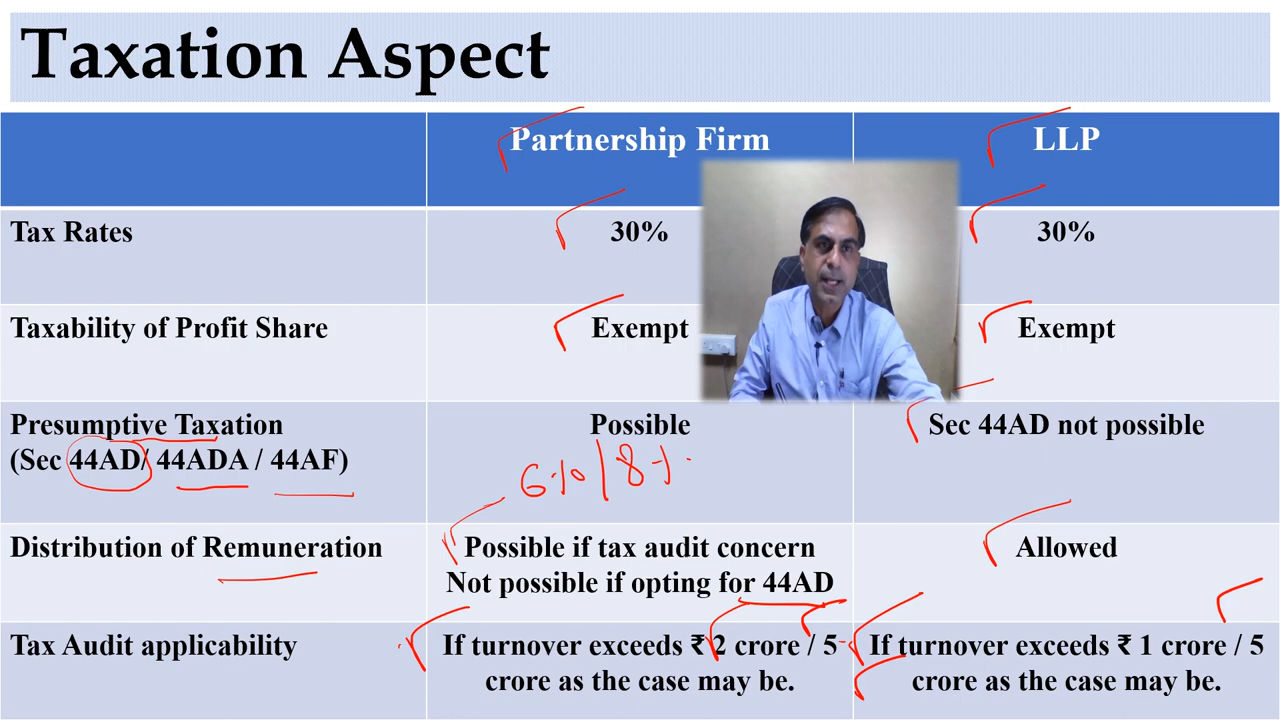 Taxation Aspect
Partnership Firm
LLP
Tax Rates
30%
30%
Taxability of Profit Share
Exempt
Exempt
Presumptive Taxation
(Sec 44AD/ 44ADA / 44AF)
Possible
6% / 8%
Sec 44AD not possible
Distribution of Remuneration
Possible if tax audit concern
Not possible if opting for 44AD
Allowed
Tax Audit applicability
If turnover exceeds ₹ 2 crore / 5
crore as the case may be.
If turnover exceeds ₹ 1 crore / 5
crore as the case may be.